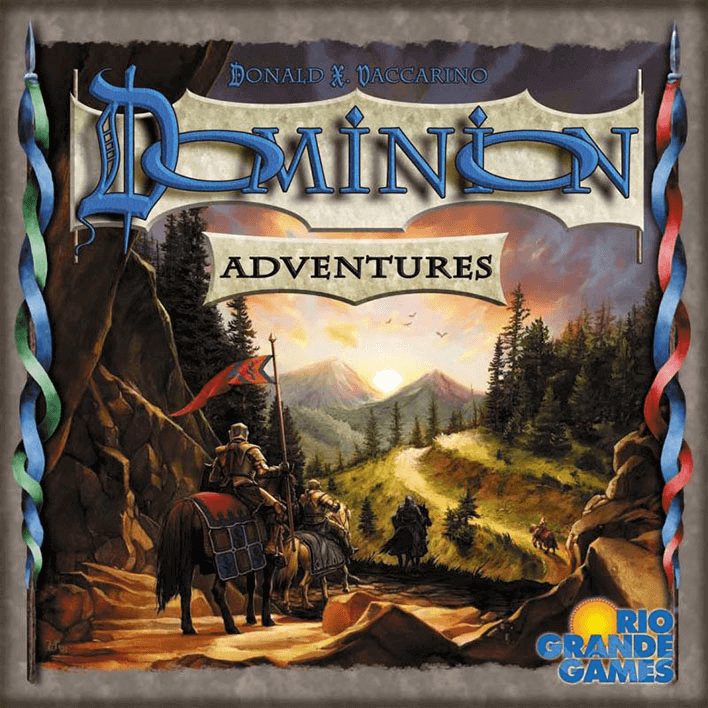 DONALD X. VACCARINO
DOMINION
ADVENTURES
RIO
GRANDE
GAMES